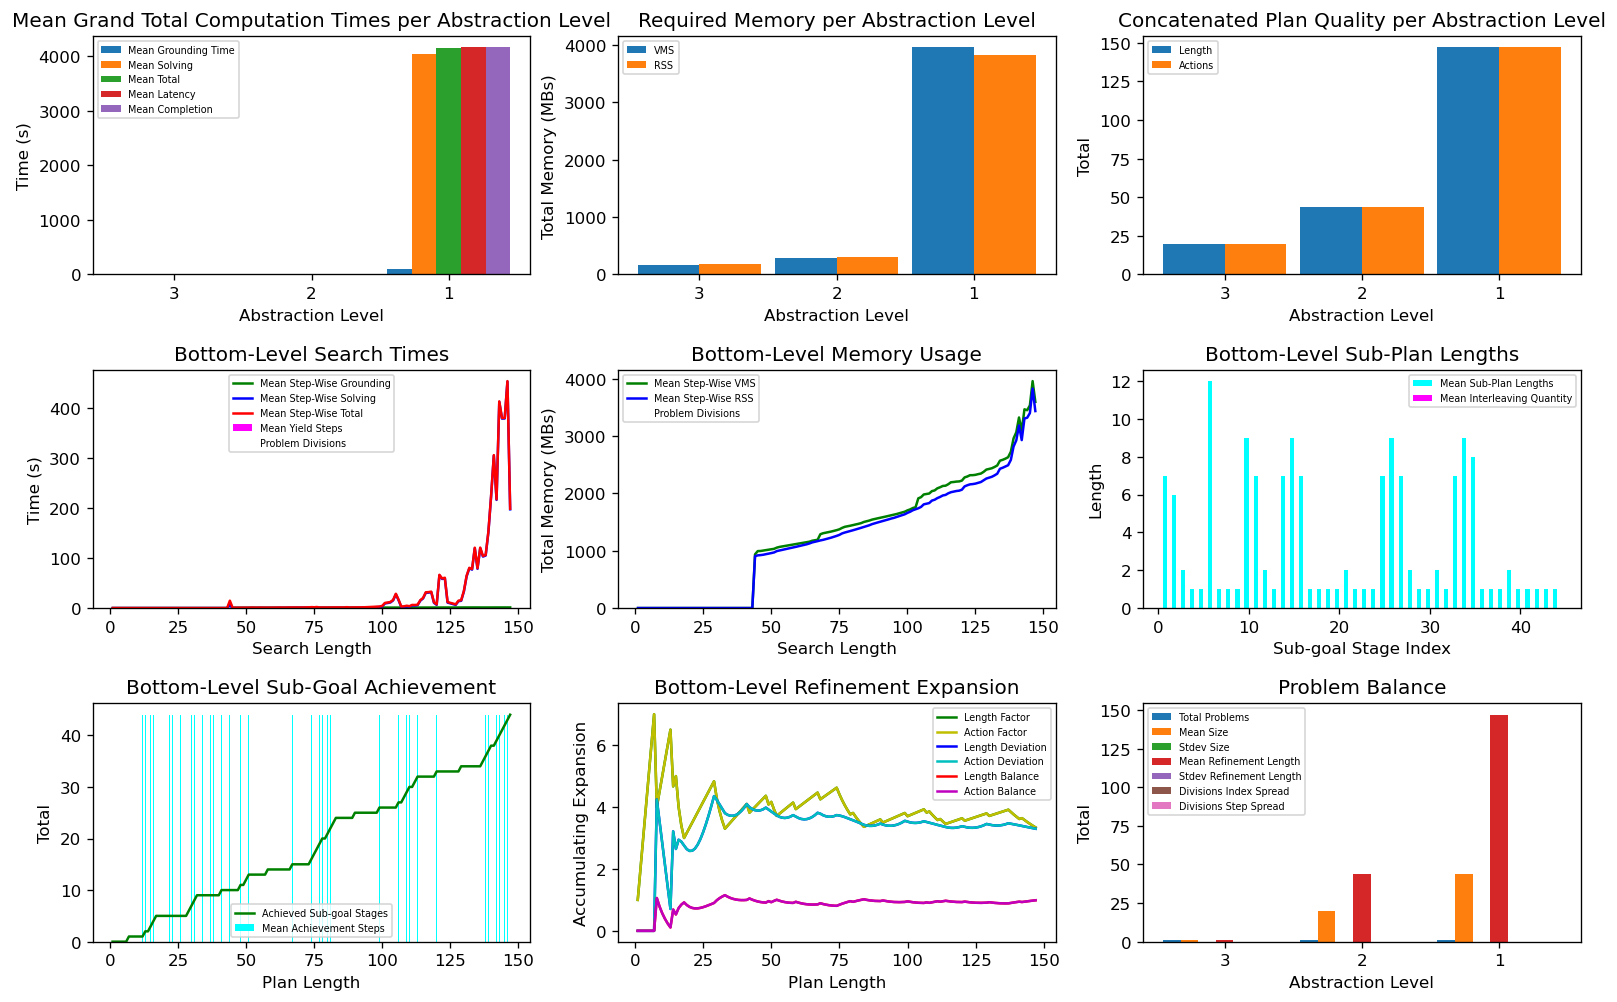 Mean Grand Total Computation Times per Abstraction Level
Time (s)
4000
3000
2000
1000
0
Mean Grounding Time
Mean Solving
Mean Total
Mean Latency
Mean Completion
3 2 1
Abstraction Level
Required Memory per Abstraction Level
Total Memory (MBs)
4000
3000
2000
1000
0
VMS
RSS
3 2 1
Abstraction Level
Concatenated Plan Quality per Abstraction Level
Total
150
125
100
75
50
25
0
Length
Actions
3 2 1
Abstraction Level
Bottom-Level Search Times
Time (s)
400
300
200
100
0
Mean Step-Wise Grounding
Mean Step-Wise Solving
Mean Step-Wise Total
Mean Yield Steps
Problem Divisions
0 25 50 75 100 125 150
Search Length
Bottom-Level Memory Usage
Total Memory (MBs)
4000
3000
2000
1000
0
Mean Step-Wise VMS
Mean Step-Wise RSS
Problem Divisions
0 25 50 75 100 125 150
Search Length
Bottom-Level Sub-Plan Lengths
Length
12
10
8
6
4
2
0
Mean Sub-Plan Lengths
Mean Interleaving Quantity
0 10 20 30 40
Sub-goal Stage Index
Bottom-Level Sub-Goal Achievement
Total
40
30
20
10
0
Achieved Sub-goal Stages
Mean Achievement Steps
0 25 50 75 100 125 150
Plan Length
Bottom-Level Refinement Expansion
Accumulating Expansion
6
4
2
0
Length Factor
Action Factor
Length Deviation
Action Deviation
Length Balance
Action Balance
0 25 50 75 100 125 150
Plan Length
Problem Balance
Total
150
125
100
75
50
25
0
Total Problems
Mean Size
Stdev Size
Mean Refinement Length
Stdev Refinement Length
Divisions Index Spread
Divisions Step Spread
3 2 1
Abstraction Level